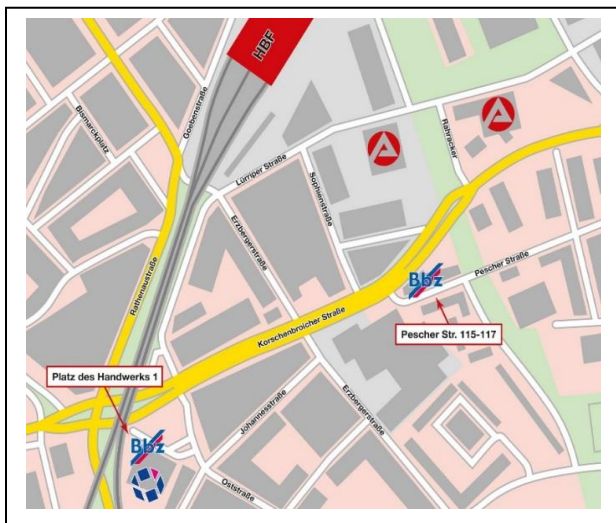 HBF
Goebenstraße
Bismarckplatz
Lürriper Straße
Sophienstraße
Rahracker
Erzbergerstraße
Rathenaustraße
Pescher Straße
Bbz
Korschenbroicher Straße
Pescher Str. 115-117
Platz des Handwerks 1
Erzbergerstraße
Johannesstraße
Bbz
Oststraße